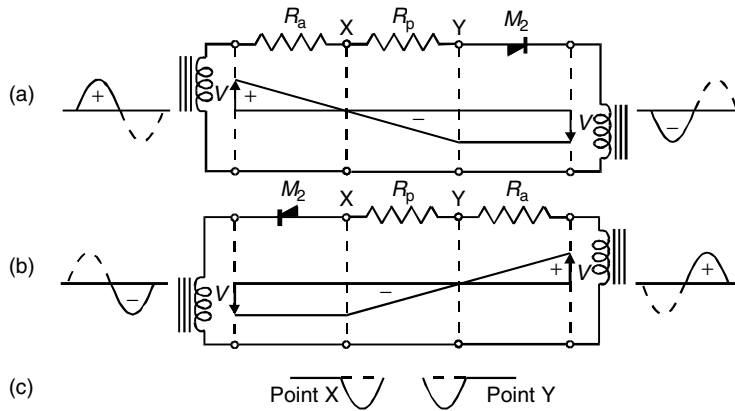 Rₐ X Rₚ Y M₂
(a) + V + − V −
M₂ X Rₚ Y Rₐ
(b) − V − + V +
(c) Point X Point Y